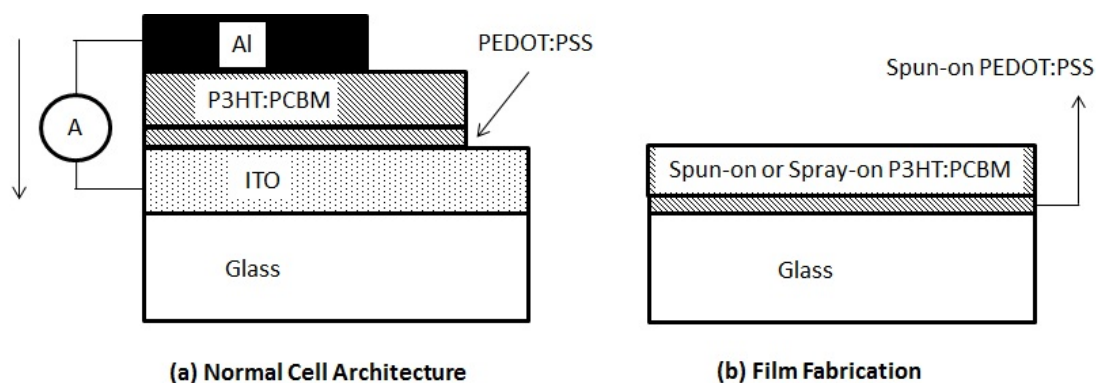 Al
PEDOT:PSS
P3HT:PCBM
A
ITO
Glass
(a) Normal Cell Architecture
Spun-on PEDOT:PSS
Spun-on or Spray-on P3HT:PCBM
Glass
(b) Film Fabrication